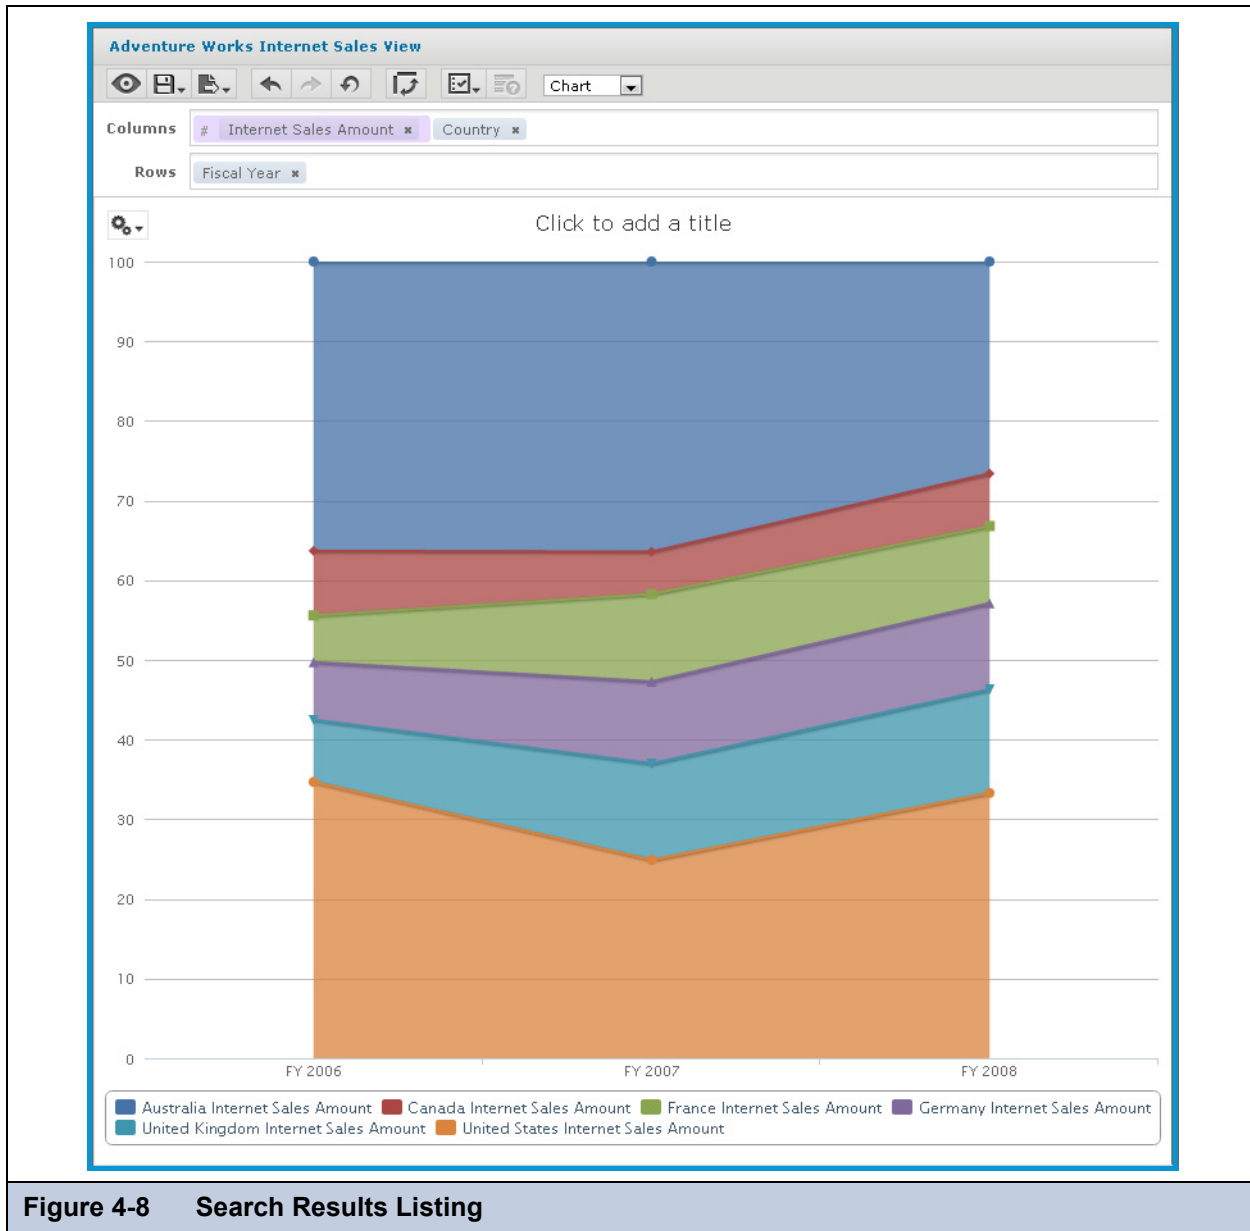 Adventure Works Internet Sales View
Chart
Columns # Internet Sales Amount × Country ×
Rows Fiscal Year ×
Click to add a title
100
90
80
70
60
50
40
30
20
10
0
FY 2006 FY 2007 FY 2008
Australia Internet Sales Amount Canada Internet Sales Amount France Internet Sales Amount Germany Internet Sales Amount
United Kingdom Internet Sales Amount United States Internet Sales Amount
Figure 4-8 Search Results Listing